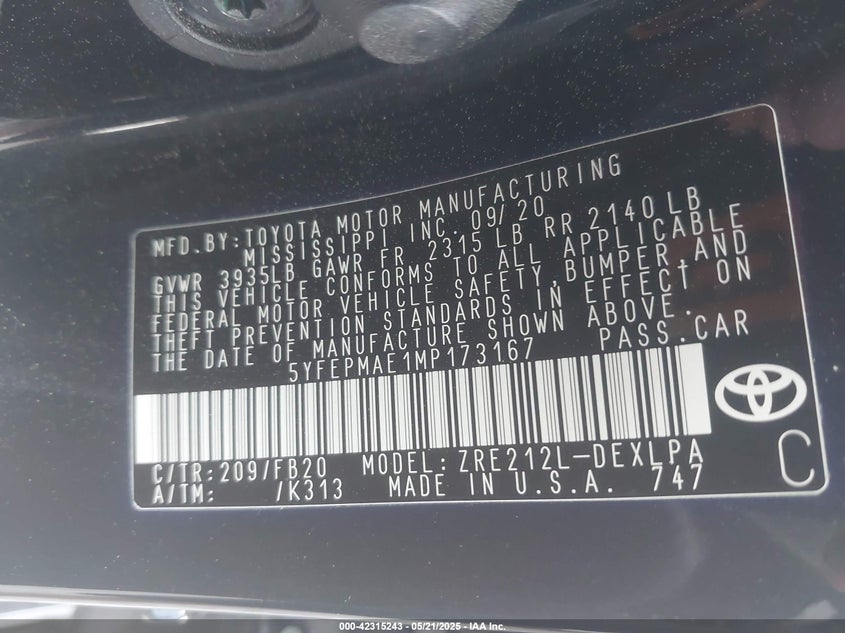 MFD.BY:TOYOTA MOTOR MANUFACTURING
MISSISSIPPI INC. 09/20
GVWR 3935LB GAWR FR 2315 LB RR 2140 LB
THIS VEHICLE CONFORMS TO ALL APPLICABLE
FEDERAL MOTOR VEHICLE SAFETY,BUMPER,AND
THEFT PREVENTION STANDARDS IN EFFECT ON
THE DATE OF MANUFACTURE SHOWN ABOVE.
5YFEPMAE1MP173167 PASS.CAR
C/TR:209/FB20 MODEL:ZRE212L-DEXLPA
A/TM: /K313 MADE IN U.S.A. 747
C
000-42315243 - 05/21/2025 - IAA Inc.